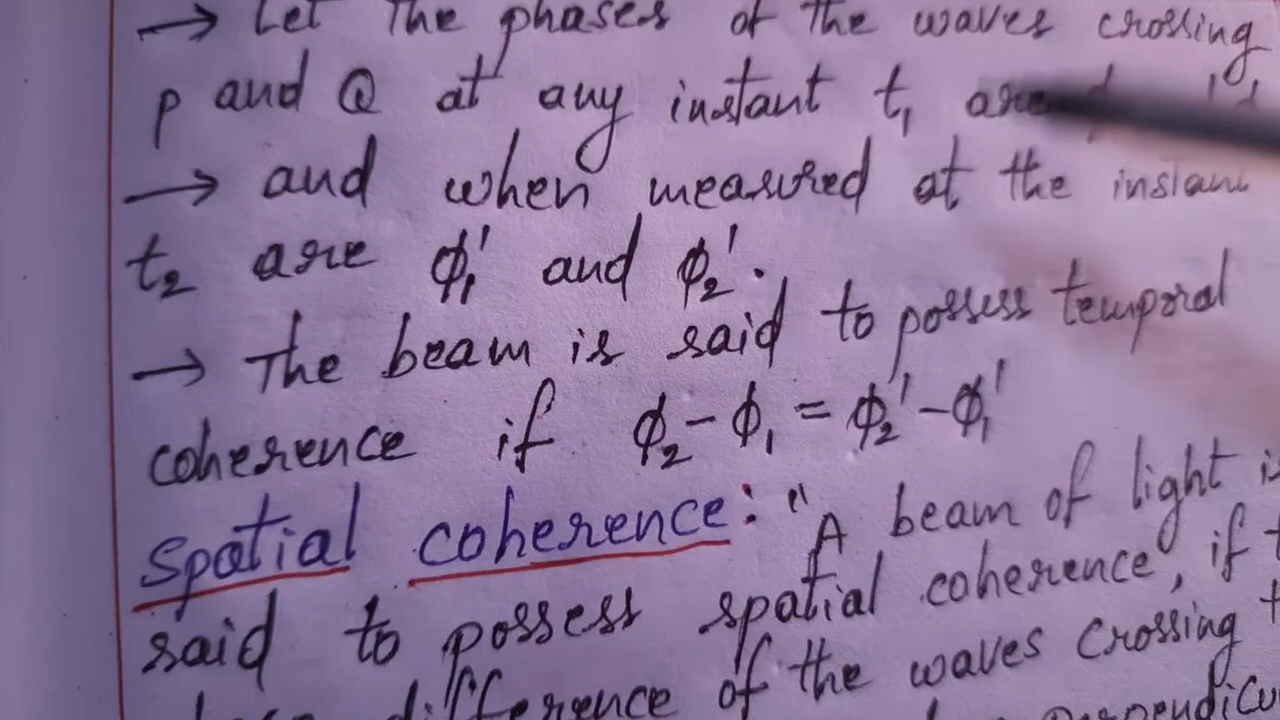 → Let the phases of the waves crossing
P and Q at any instant t₁ are
→ and when measured at the instant
t₂ are ϕ₁' and ϕ₂'.
→ The beam is said to possess temporal
coherence if ϕ₂-ϕ₁ = ϕ₂'-ϕ₁'
Spatial coherence: "A beam of light is
said to possess spatial coherence, if
difference of the waves crossing